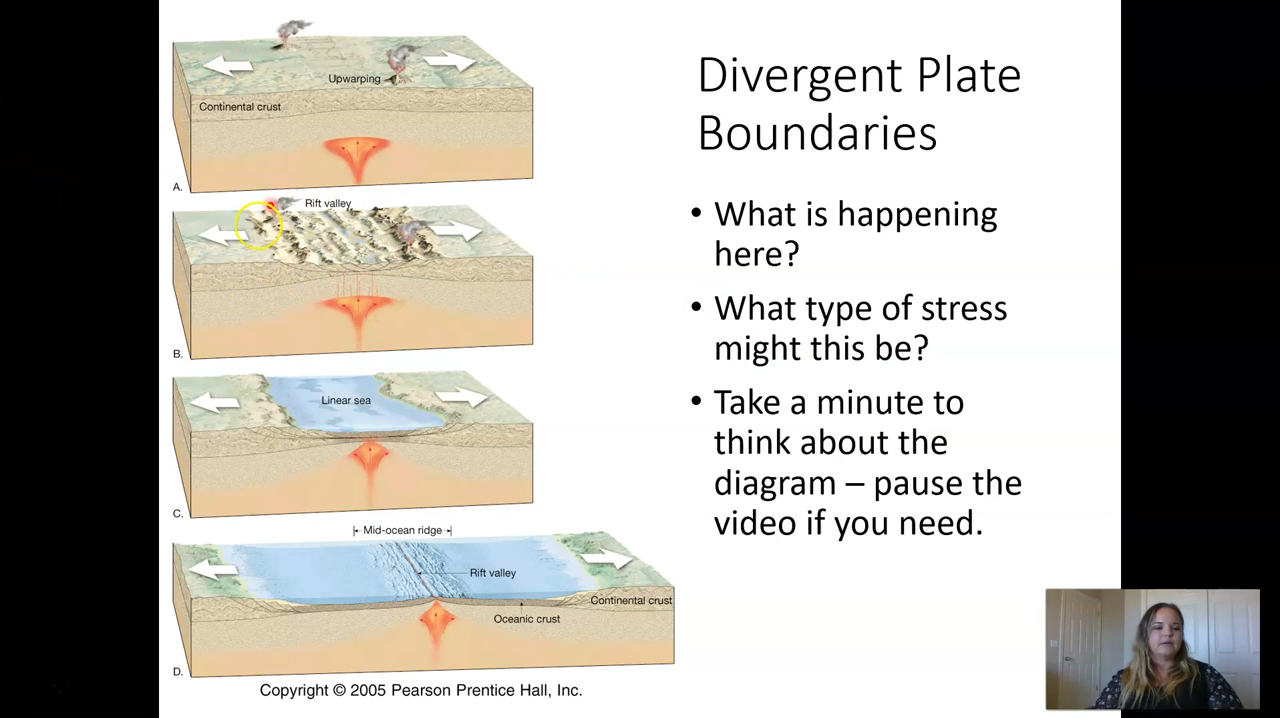 Upwarping
Continental crust
A.
Rift valley
B.
Linear sea
C.
Mid-ocean ridge
Rift valley
Continental crust
Oceanic crust
D.
Copyright © 2005 Pearson Prentice Hall, Inc.
Divergent Plate
Boundaries
• What is happening
here?
• What type of stress
might this be?
• Take a minute to
think about the
diagram – pause the
video if you need.